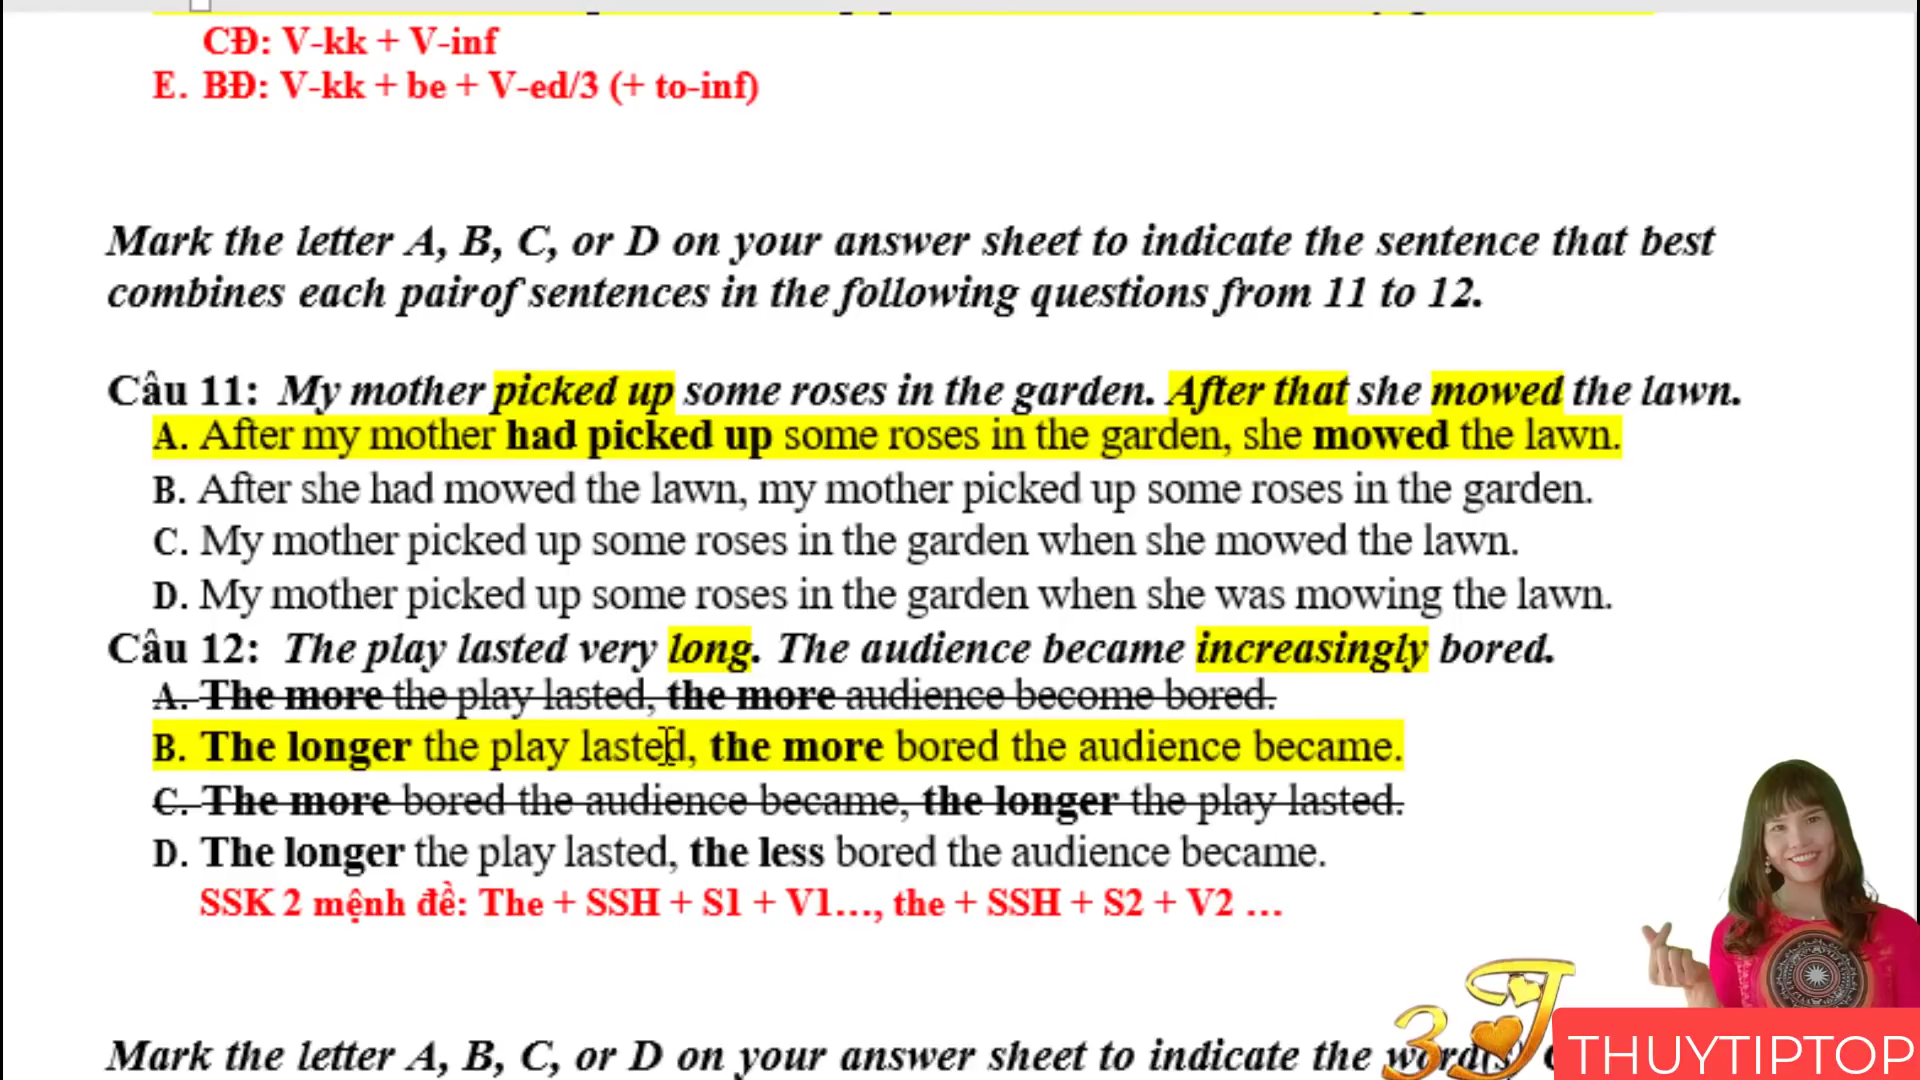 CĐ: V-kk + V-inf
E. BĐ: V-kk + be + V-ed/3 (+ to-inf)
Mark the letter A, B, C, or D on your answer sheet to indicate the sentence that best
combines each pairof sentences in the following questions from 11 to 12.
Câu 11: My mother picked up some roses in the garden. After that she mowed the lawn.
A. After my mother had picked up some roses in the garden, she mowed the lawn.
B. After she had mowed the lawn, my mother picked up some roses in the garden.
C. My mother picked up some roses in the garden when she mowed the lawn.
D. My mother picked up some roses in the garden when she was mowing the lawn.
Câu 12: The play lasted very long. The audience became increasingly bored.
A. The more the play lasted, the more audience become bored.
B. The longer the play lasted, the more bored the audience became.
C. The more bored the audience became, the longer the play lasted.
D. The longer the play lasted, the less bored the audience became.
SSK 2 mệnh đề: The + SSH + S1 + V1…, the + SSH + S2 + V2 …
Mark the letter A, B, C, or D on your answer sheet to indicate the
3T
THUYTIPTOP